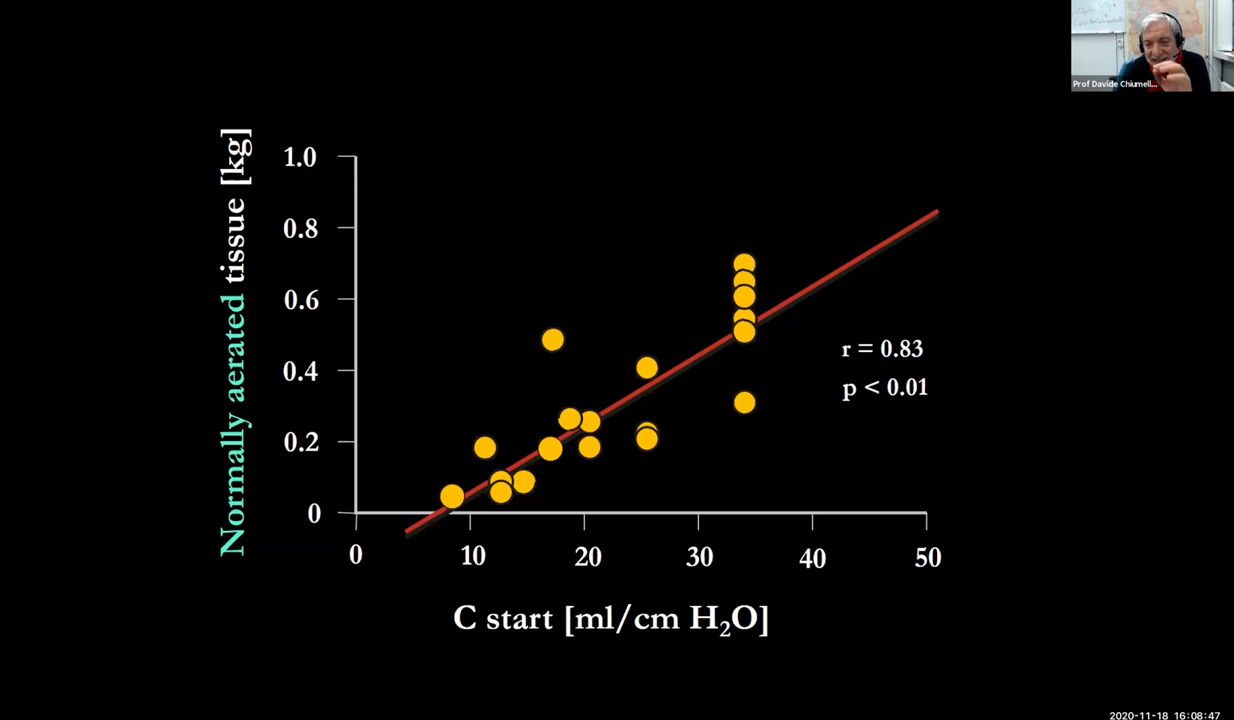 Prof Davide Chiumell...
Normally aerated tissue [kg]
1.0
0.8
0.6
0.4
0.2
0
0 10 20 30 40 50
r = 0.83
p < 0.01
C start [ml/cm H₂O]
2020-11-18 16:08:47